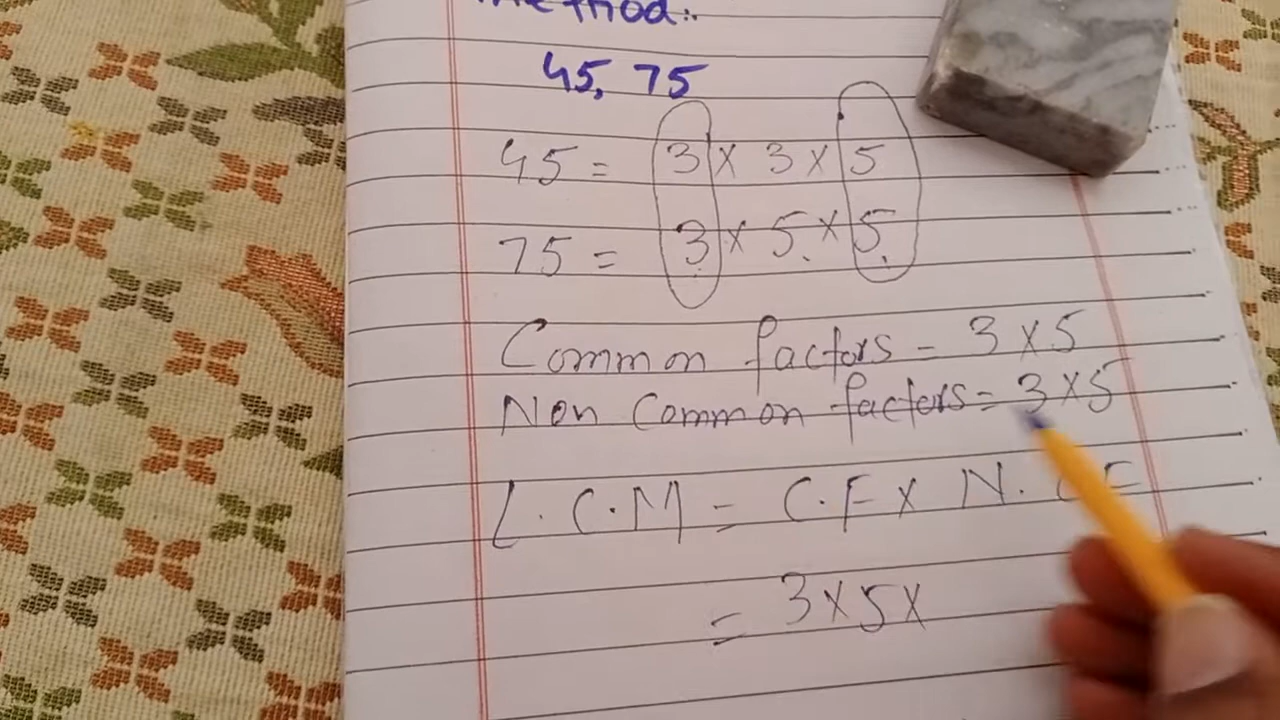 Method:
45, 75
45 = 3 x 3 x 5
75 = 3 x 5 x 5
Common factors = 3 x 5
Non Common factors = 3 x 5
L.C.M = C.F x N.
= 3 x 5 x